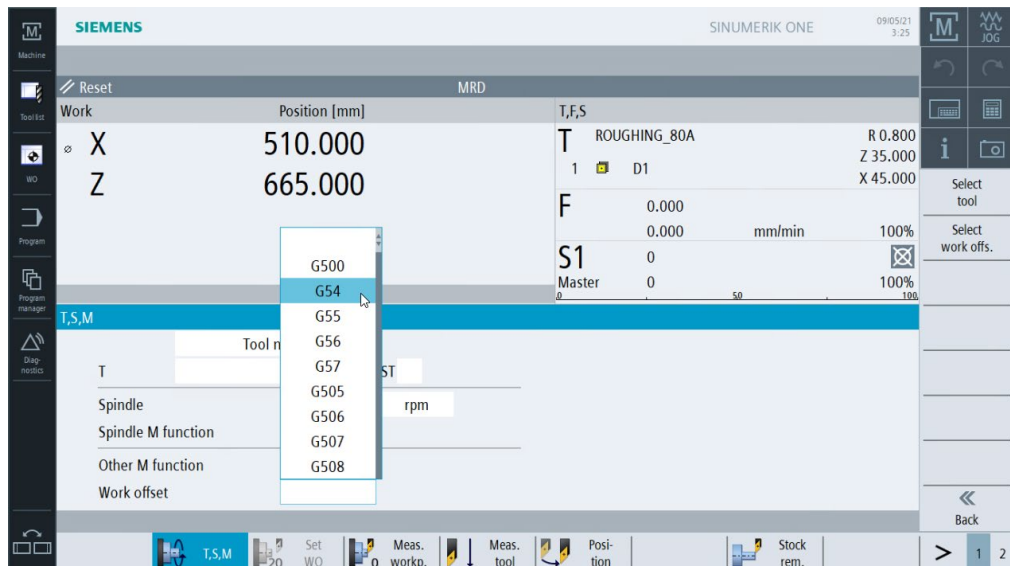 SIEMENS
SINUMERIK ONE
09/05/21
3:25
M
JOG
M
Machine
Reset
MRD
Tool list
Work
Position [mm]
T,F,S
⌀ X
510.000
Z
665.000
T
ROUGHING_80A
R 0.800
1
D1
Z 35.000
X 45.000
WO
F
0.000
0.000
mm/min
100%
S1
0
Master
0
100%
0
50
100
Select
tool
Select
work offs.
Program
Program
manager
Diag-
nostics
G500
G54
G55
G56
G57
G505
G506
G507
G508
T,S,M
Tool n
T
ST
Spindle
rpm
Spindle M function
Other M function
Work offset
Back
T,S,M
Set
WO
Meas.
workp.
Meas.
tool
Posi-
tion
Stock
rem.
>
1
2